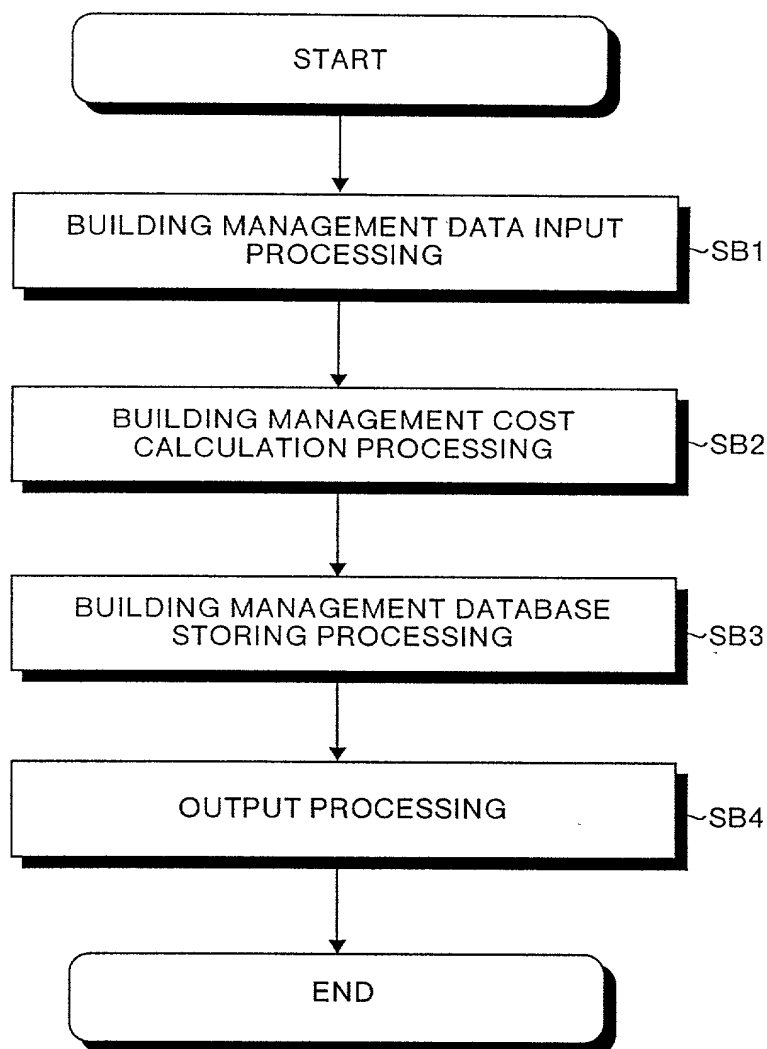 START
BUILDING MANAGEMENT DATA INPUT
PROCESSING
SB1
BUILDING MANAGEMENT COST
CALCULATION PROCESSING
SB2
BUILDING MANAGEMENT DATABASE
STORING PROCESSING
SB3
OUTPUT PROCESSING
SB4
END